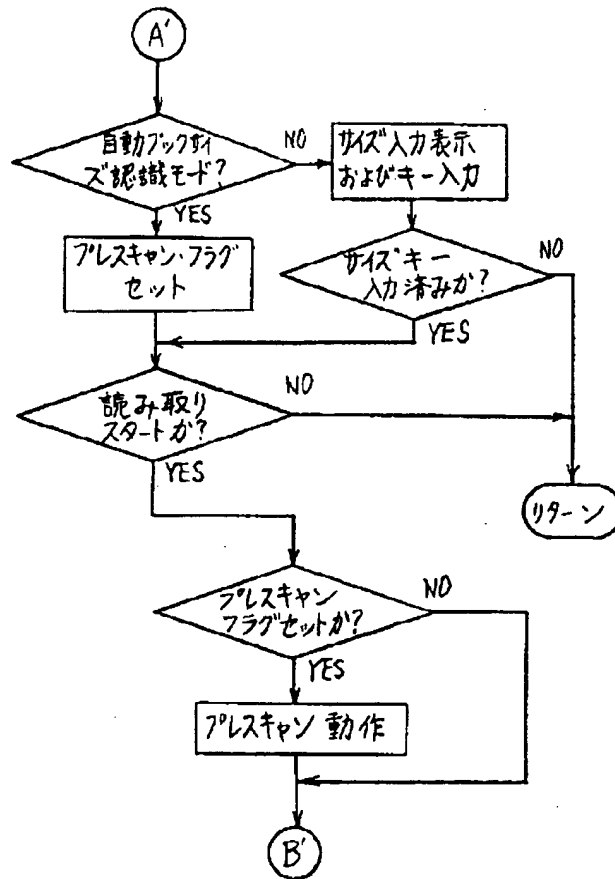 A'
自動ブックサイ
ズ認識モード?
NO
サイズ入力表示
およびキー入力
YES
プレスキャン・フラグ
セット
サイズキー
入力済みか?
NO
YES
読み取り
スタートか?
NO
YES
リターン
プレスキャン
フラグセットか?
NO
YES
プレスキャン動作
B'